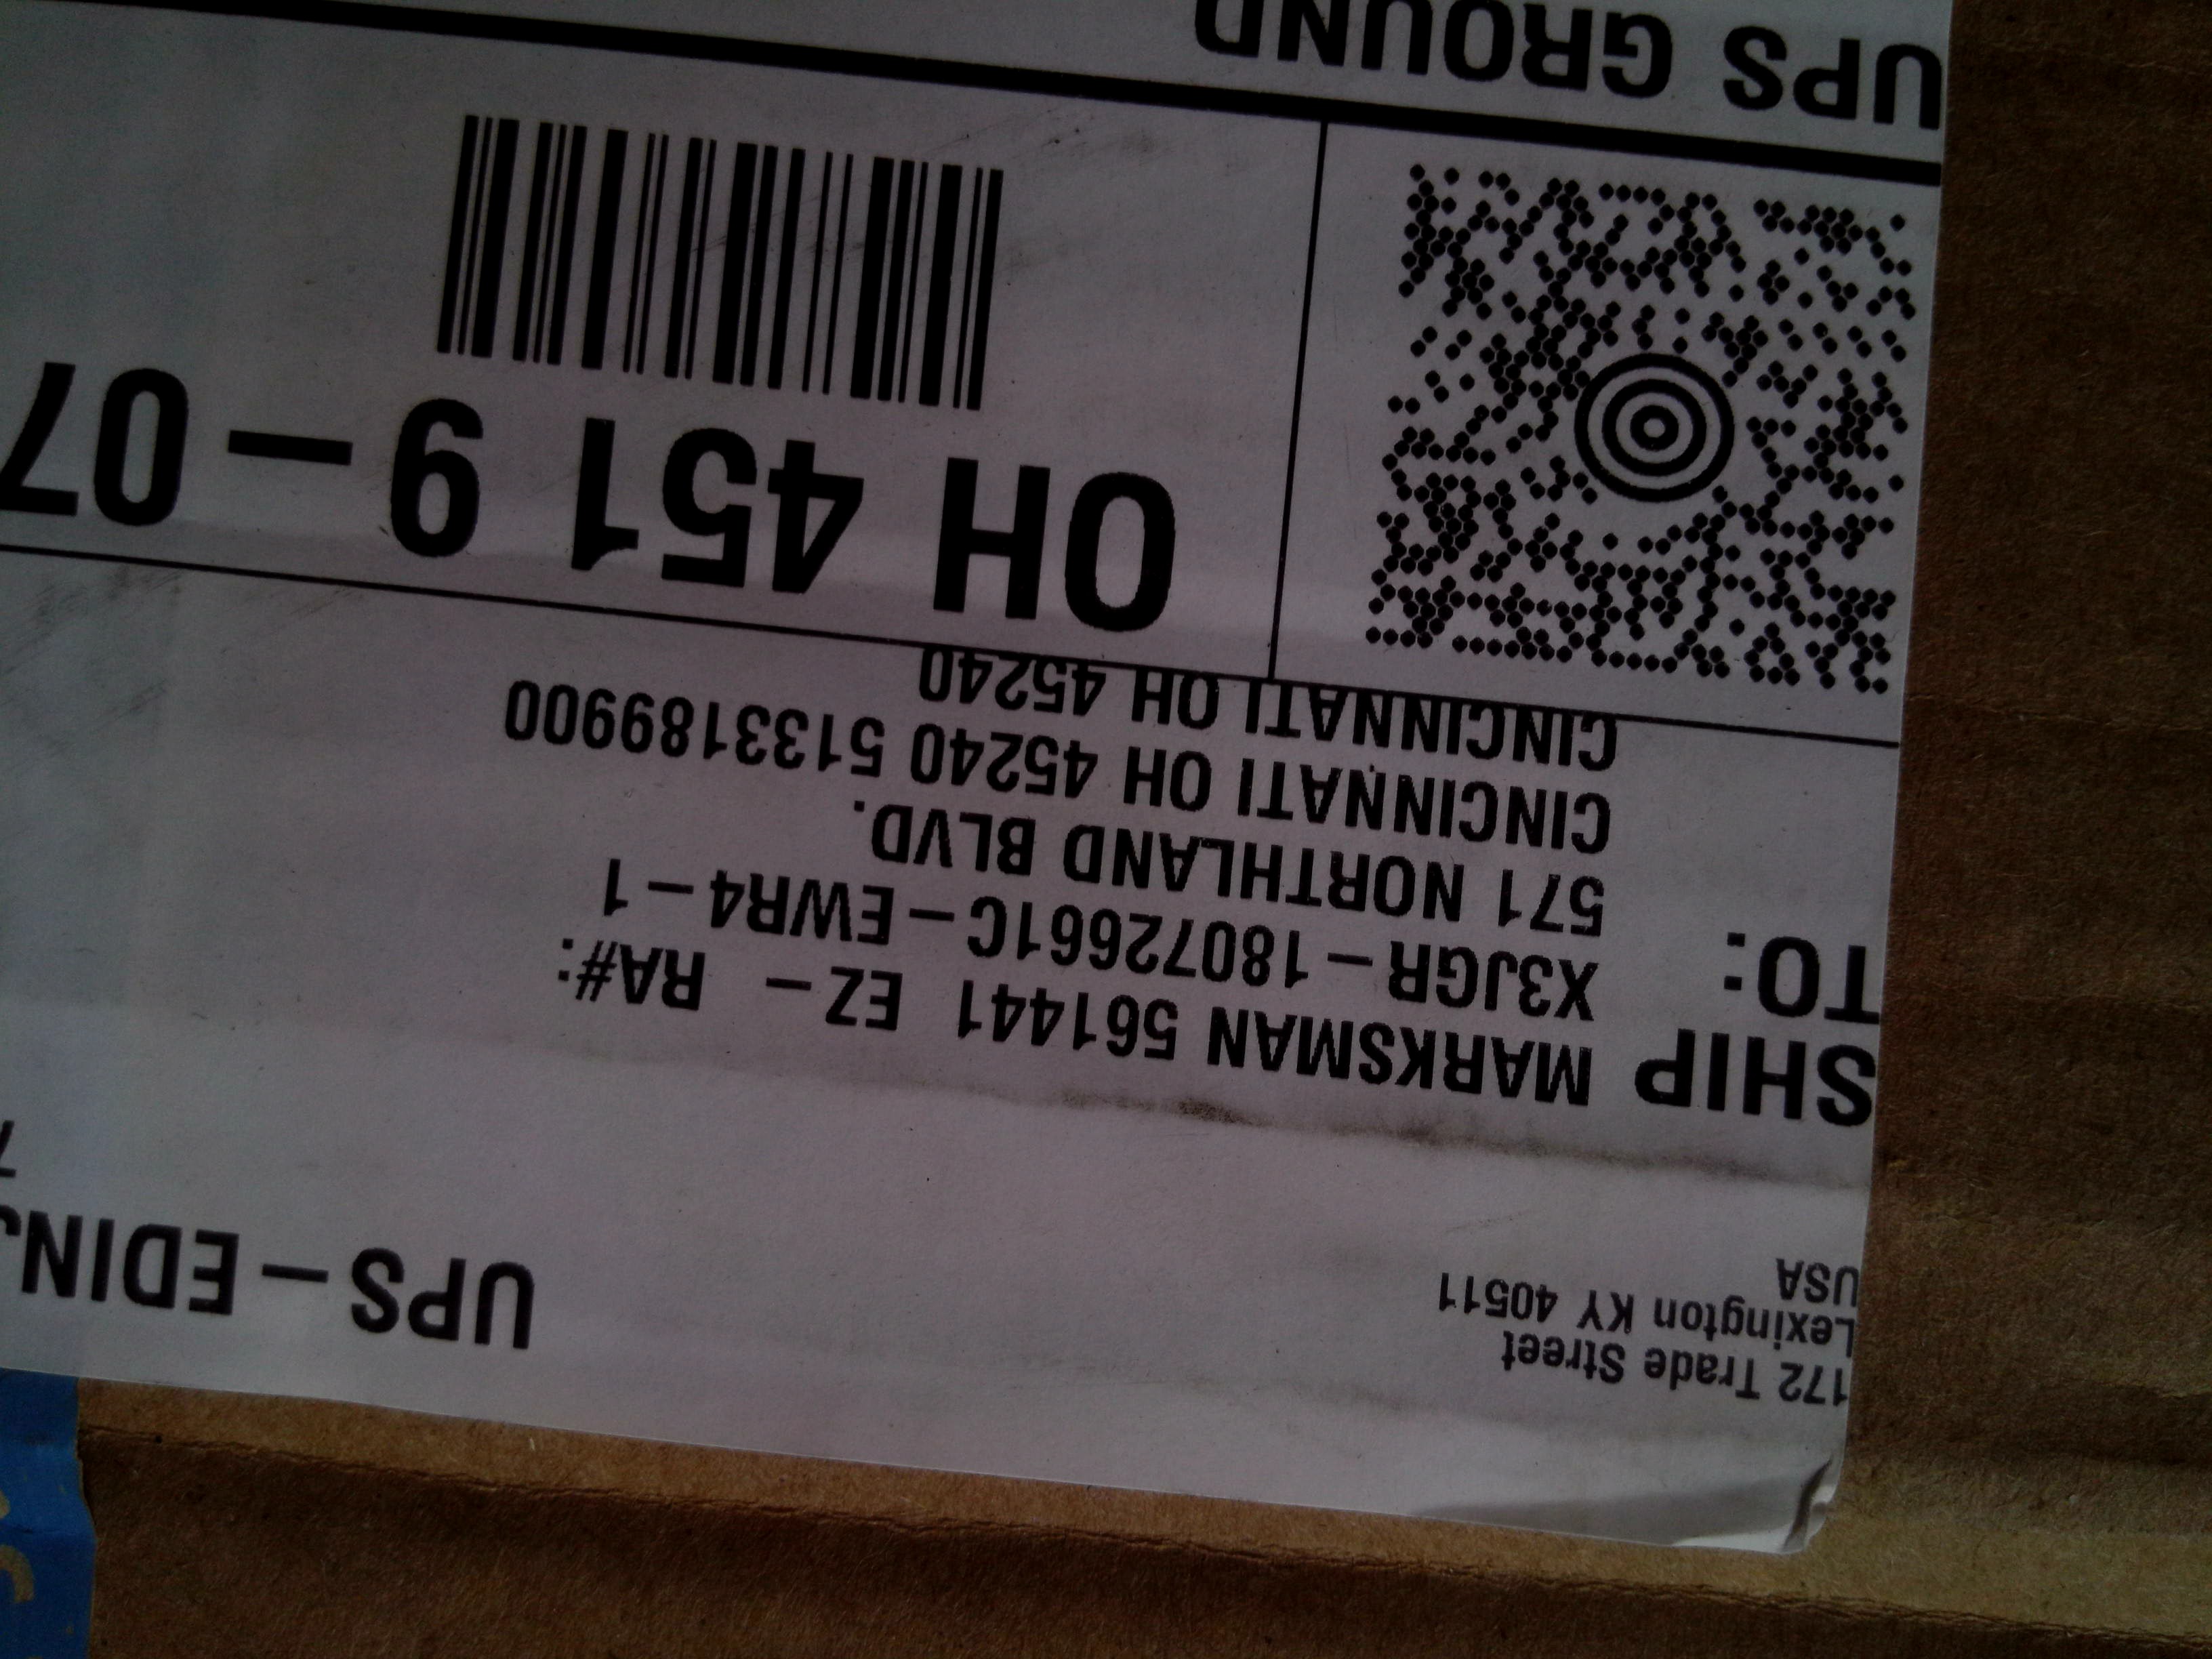 172 Trade Street
Lexington KY 40511
USA
UPS - EDINJ
SHIP
TO:
MARKSMAN 561441 EZ - RA#:
X3JGR - 18072661C - EWR4 - 1
571 NORTHLAND BLVD.
CINCINNATI OH 45240 5133189900
CINCINNATI OH 45240
OH 451 9 - 07
UPS GROUND